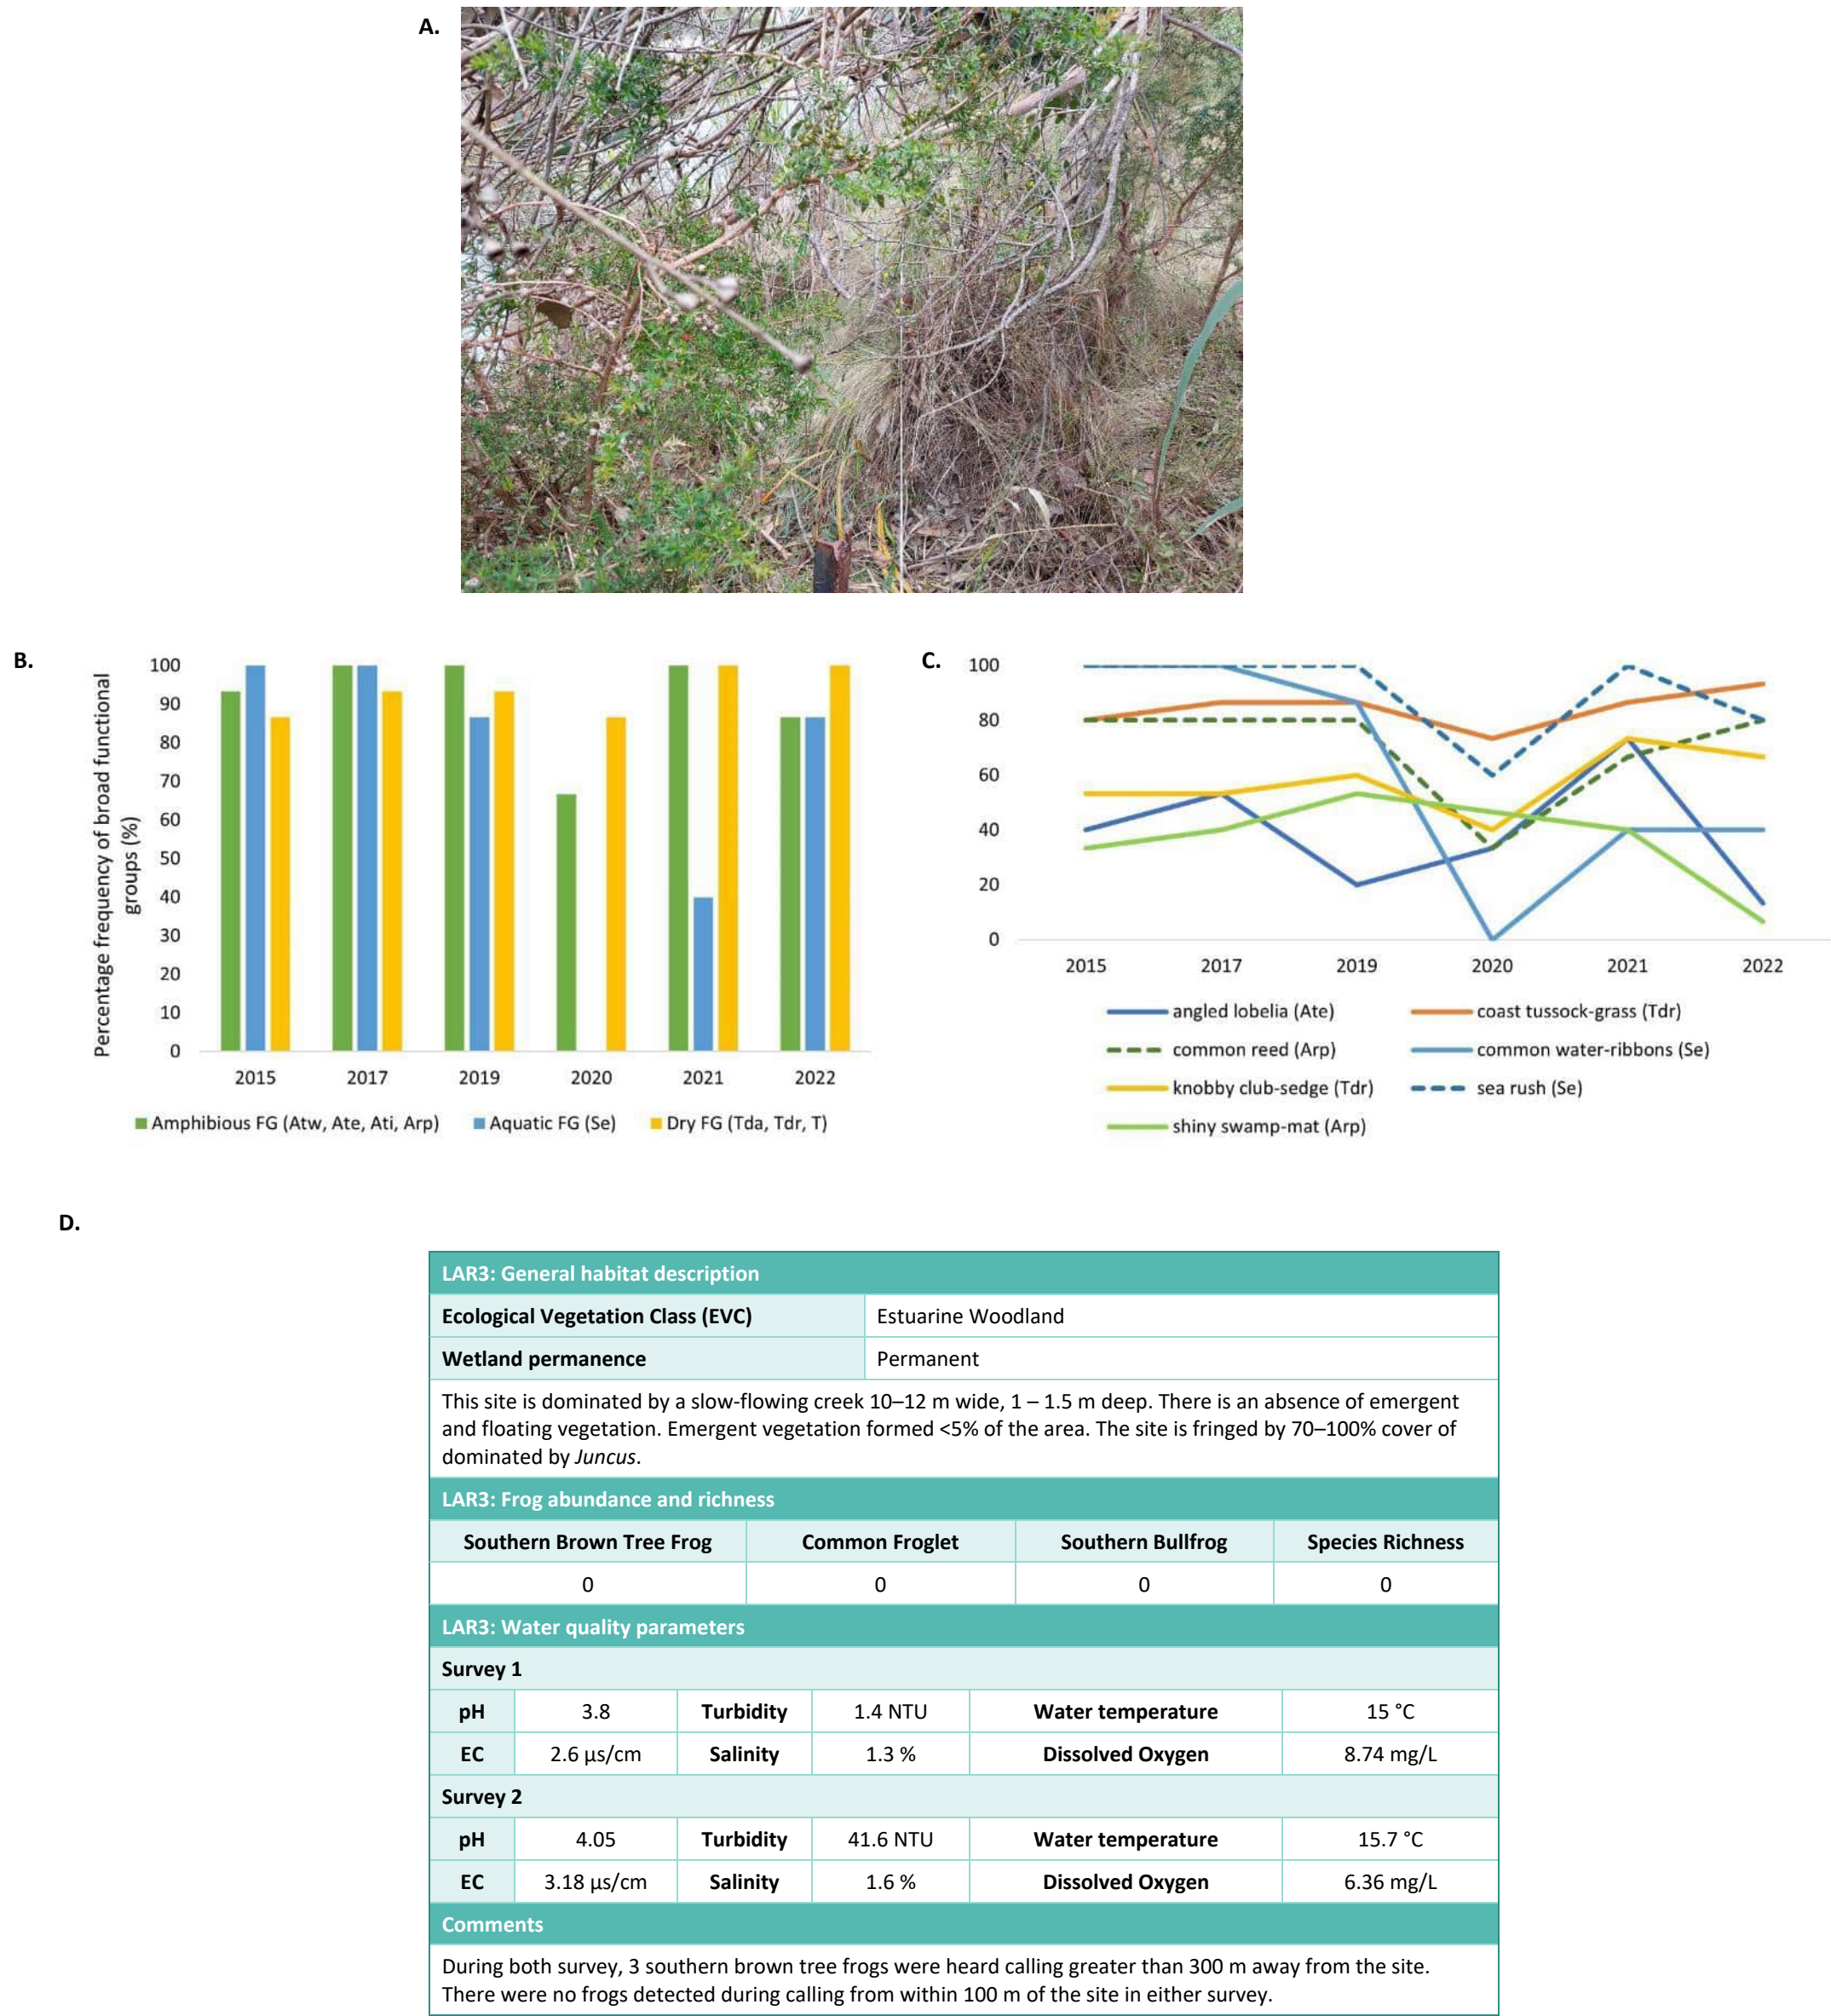 A.
B.
Percentage frequency of broad functional
groups (%)
100
90
80
70
60
50
40
30
20
10
0
2015 2017 2019 2020 2021 2022
Amphibious FG (Atw, Ate, Ati, Arp) Aquatic FG (Se) Dry FG (Tda, Tdr, T)
C.
100
80
60
40
20
0
2015 2017 2019 2020 2021 2022
angled lobelia (Ate) coast tussock-grass (Tdr)
common reed (Arp) common water-ribbons (Se)
knobby club-sedge (Tdr) sea rush (Se)
shiny swamp-mat (Arp)
D.
LAR3: General habitat description
Ecological Vegetation Class (EVC) Estuarine Woodland
Wetland permanence Permanent
This site is dominated by a slow-flowing creek 10–12 m wide, 1 – 1.5 m deep. There is an absence of emergent
and floating vegetation. Emergent vegetation formed <5% of the area. The site is fringed by 70–100% cover of
dominated by Juncus.
LAR3: Frog abundance and richness
Southern Brown Tree Frog Common Froglet Southern Bullfrog Species Richness
0 0 0 0
LAR3: Water quality parameters
Survey 1
pH 3.8 Turbidity 1.4 NTU Water temperature 15 °C
EC 2.6 µs/cm Salinity 1.3 % Dissolved Oxygen 8.74 mg/L
Survey 2
pH 4.05 Turbidity 41.6 NTU Water temperature 15.7 °C
EC 3.18 µs/cm Salinity 1.6 % Dissolved Oxygen 6.36 mg/L
Comments
During both survey, 3 southern brown tree frogs were heard calling greater than 300 m away from the site.
There were no frogs detected during calling from within 100 m of the site in either survey.